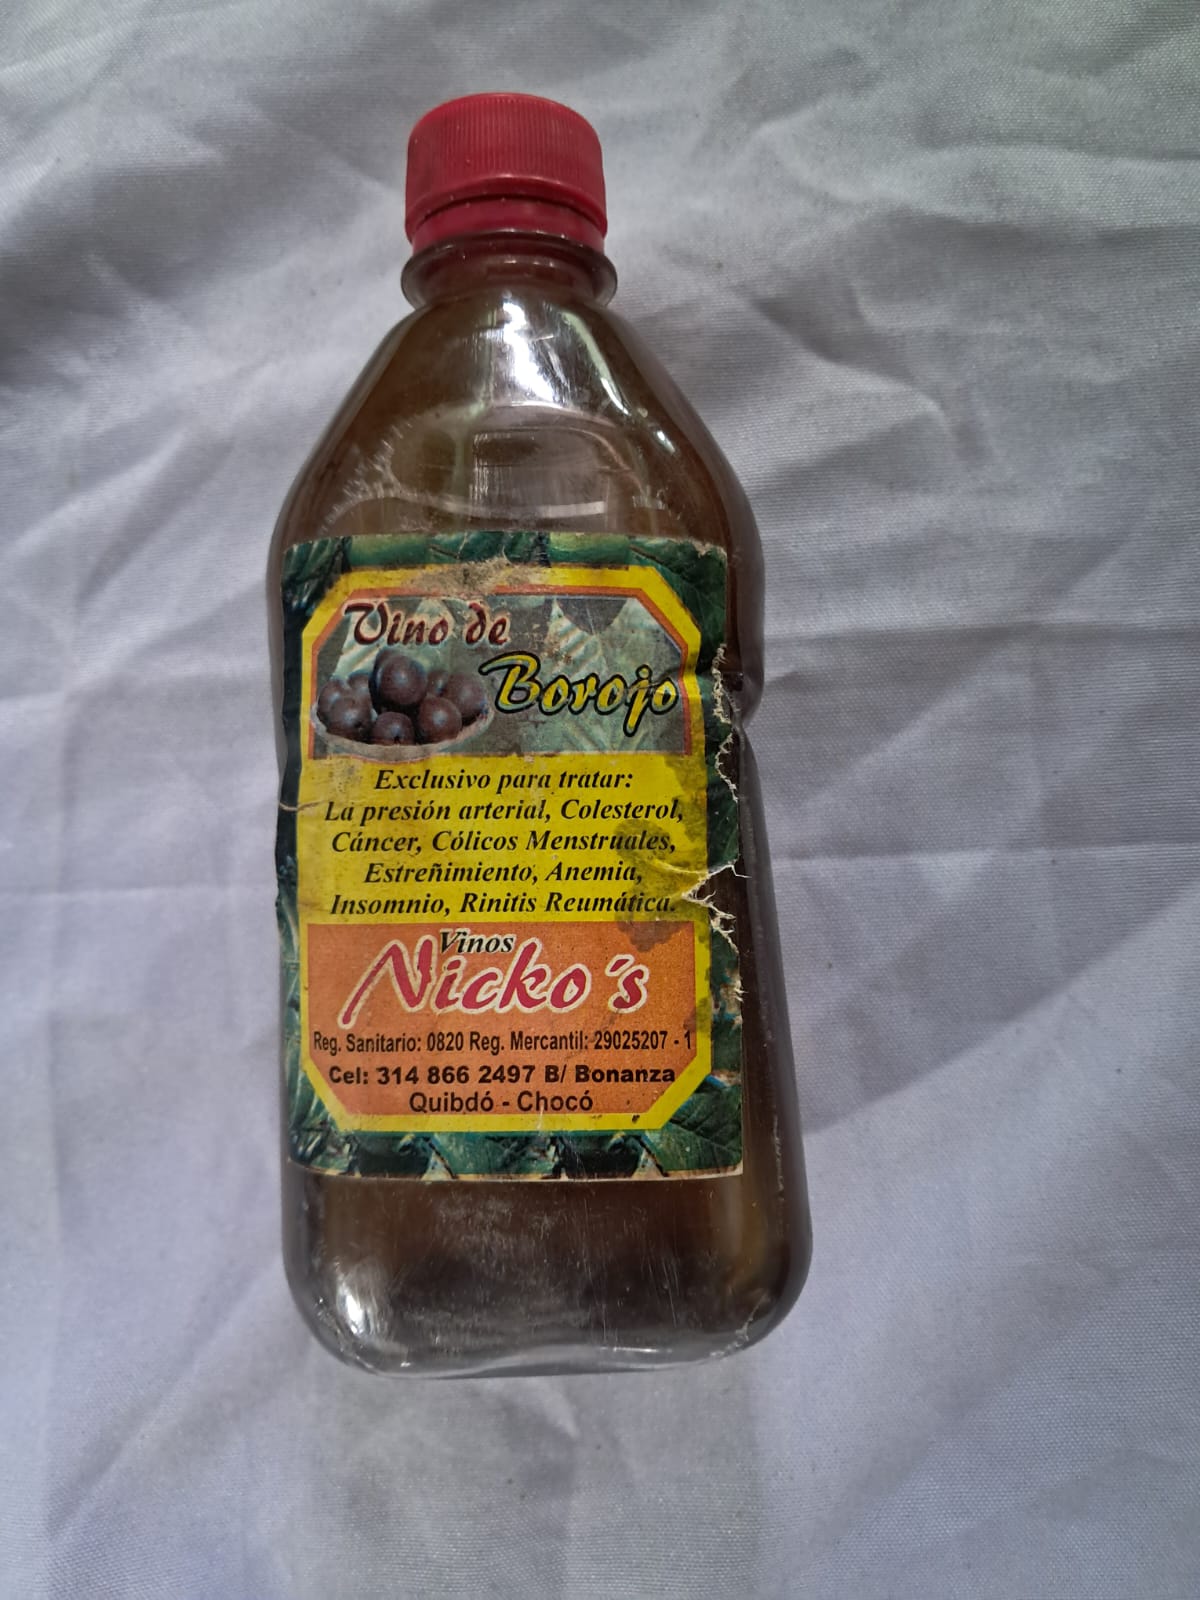 Vino de
Borojo
Exclusivo para tratar:
La presión arterial, Colesterol,
Cáncer, Cólicos Menstruales,
Estreñimiento, Anemia,
Insomnio, Rinitis Reumática.
Vinos
Nicko´s
Reg. Sanitario: 0820 Reg. Mercantil: 29025207 - 1
Cel: 314 866 2497 B/ Bonanza
Quibdó - Chocó